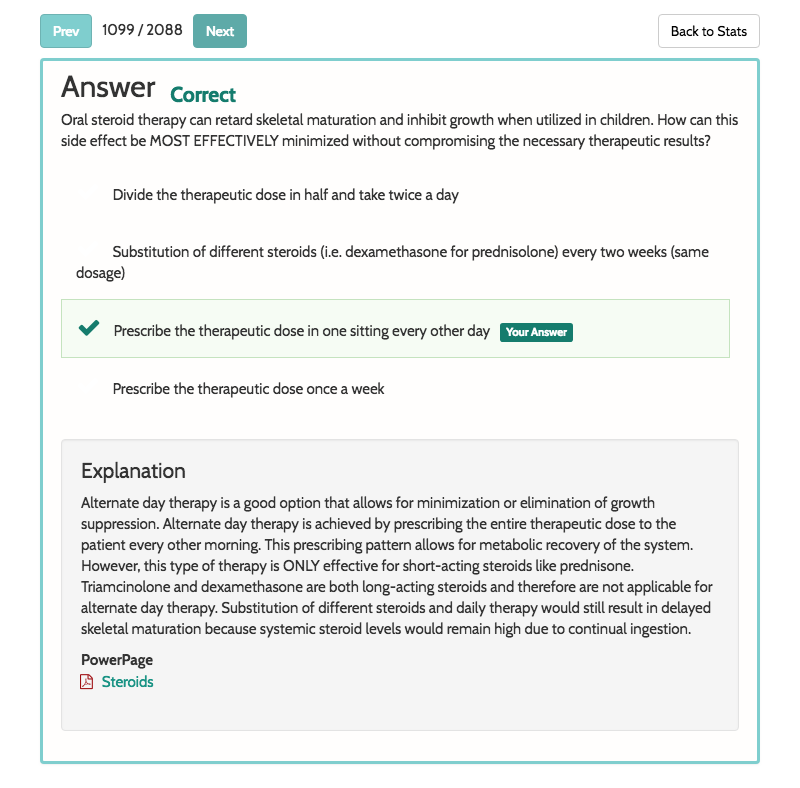 Prev 1099 / 2088 Next Back to Stats
Answer Correct
Oral steroid therapy can retard skeletal maturation and inhibit growth when utilized in children. How can this
side effect be MOST EFFECTIVELY minimized without compromising the necessary therapeutic results?
Divide the therapeutic dose in half and take twice a day
Substitution of different steroids (i.e. dexamethasone for prednisolone) every two weeks (same
dosage)
Prescribe the therapeutic dose in one sitting every other day Your Answer
Prescribe the therapeutic dose once a week
Explanation
Alternate day therapy is a good option that allows for minimization or elimination of growth
suppression. Alternate day therapy is achieved by prescribing the entire therapeutic dose to the
patient every other morning. This prescribing pattern allows for metabolic recovery of the system.
However, this type of therapy is ONLY effective for short-acting steroids like prednisone.
Triamcinolone and dexamethasone are both long-acting steroids and therefore are not applicable for
alternate day therapy. Substitution of different steroids and daily therapy would still result in delayed
skeletal maturation because systemic steroid levels would remain high due to continual ingestion.
PowerPage
Steroids